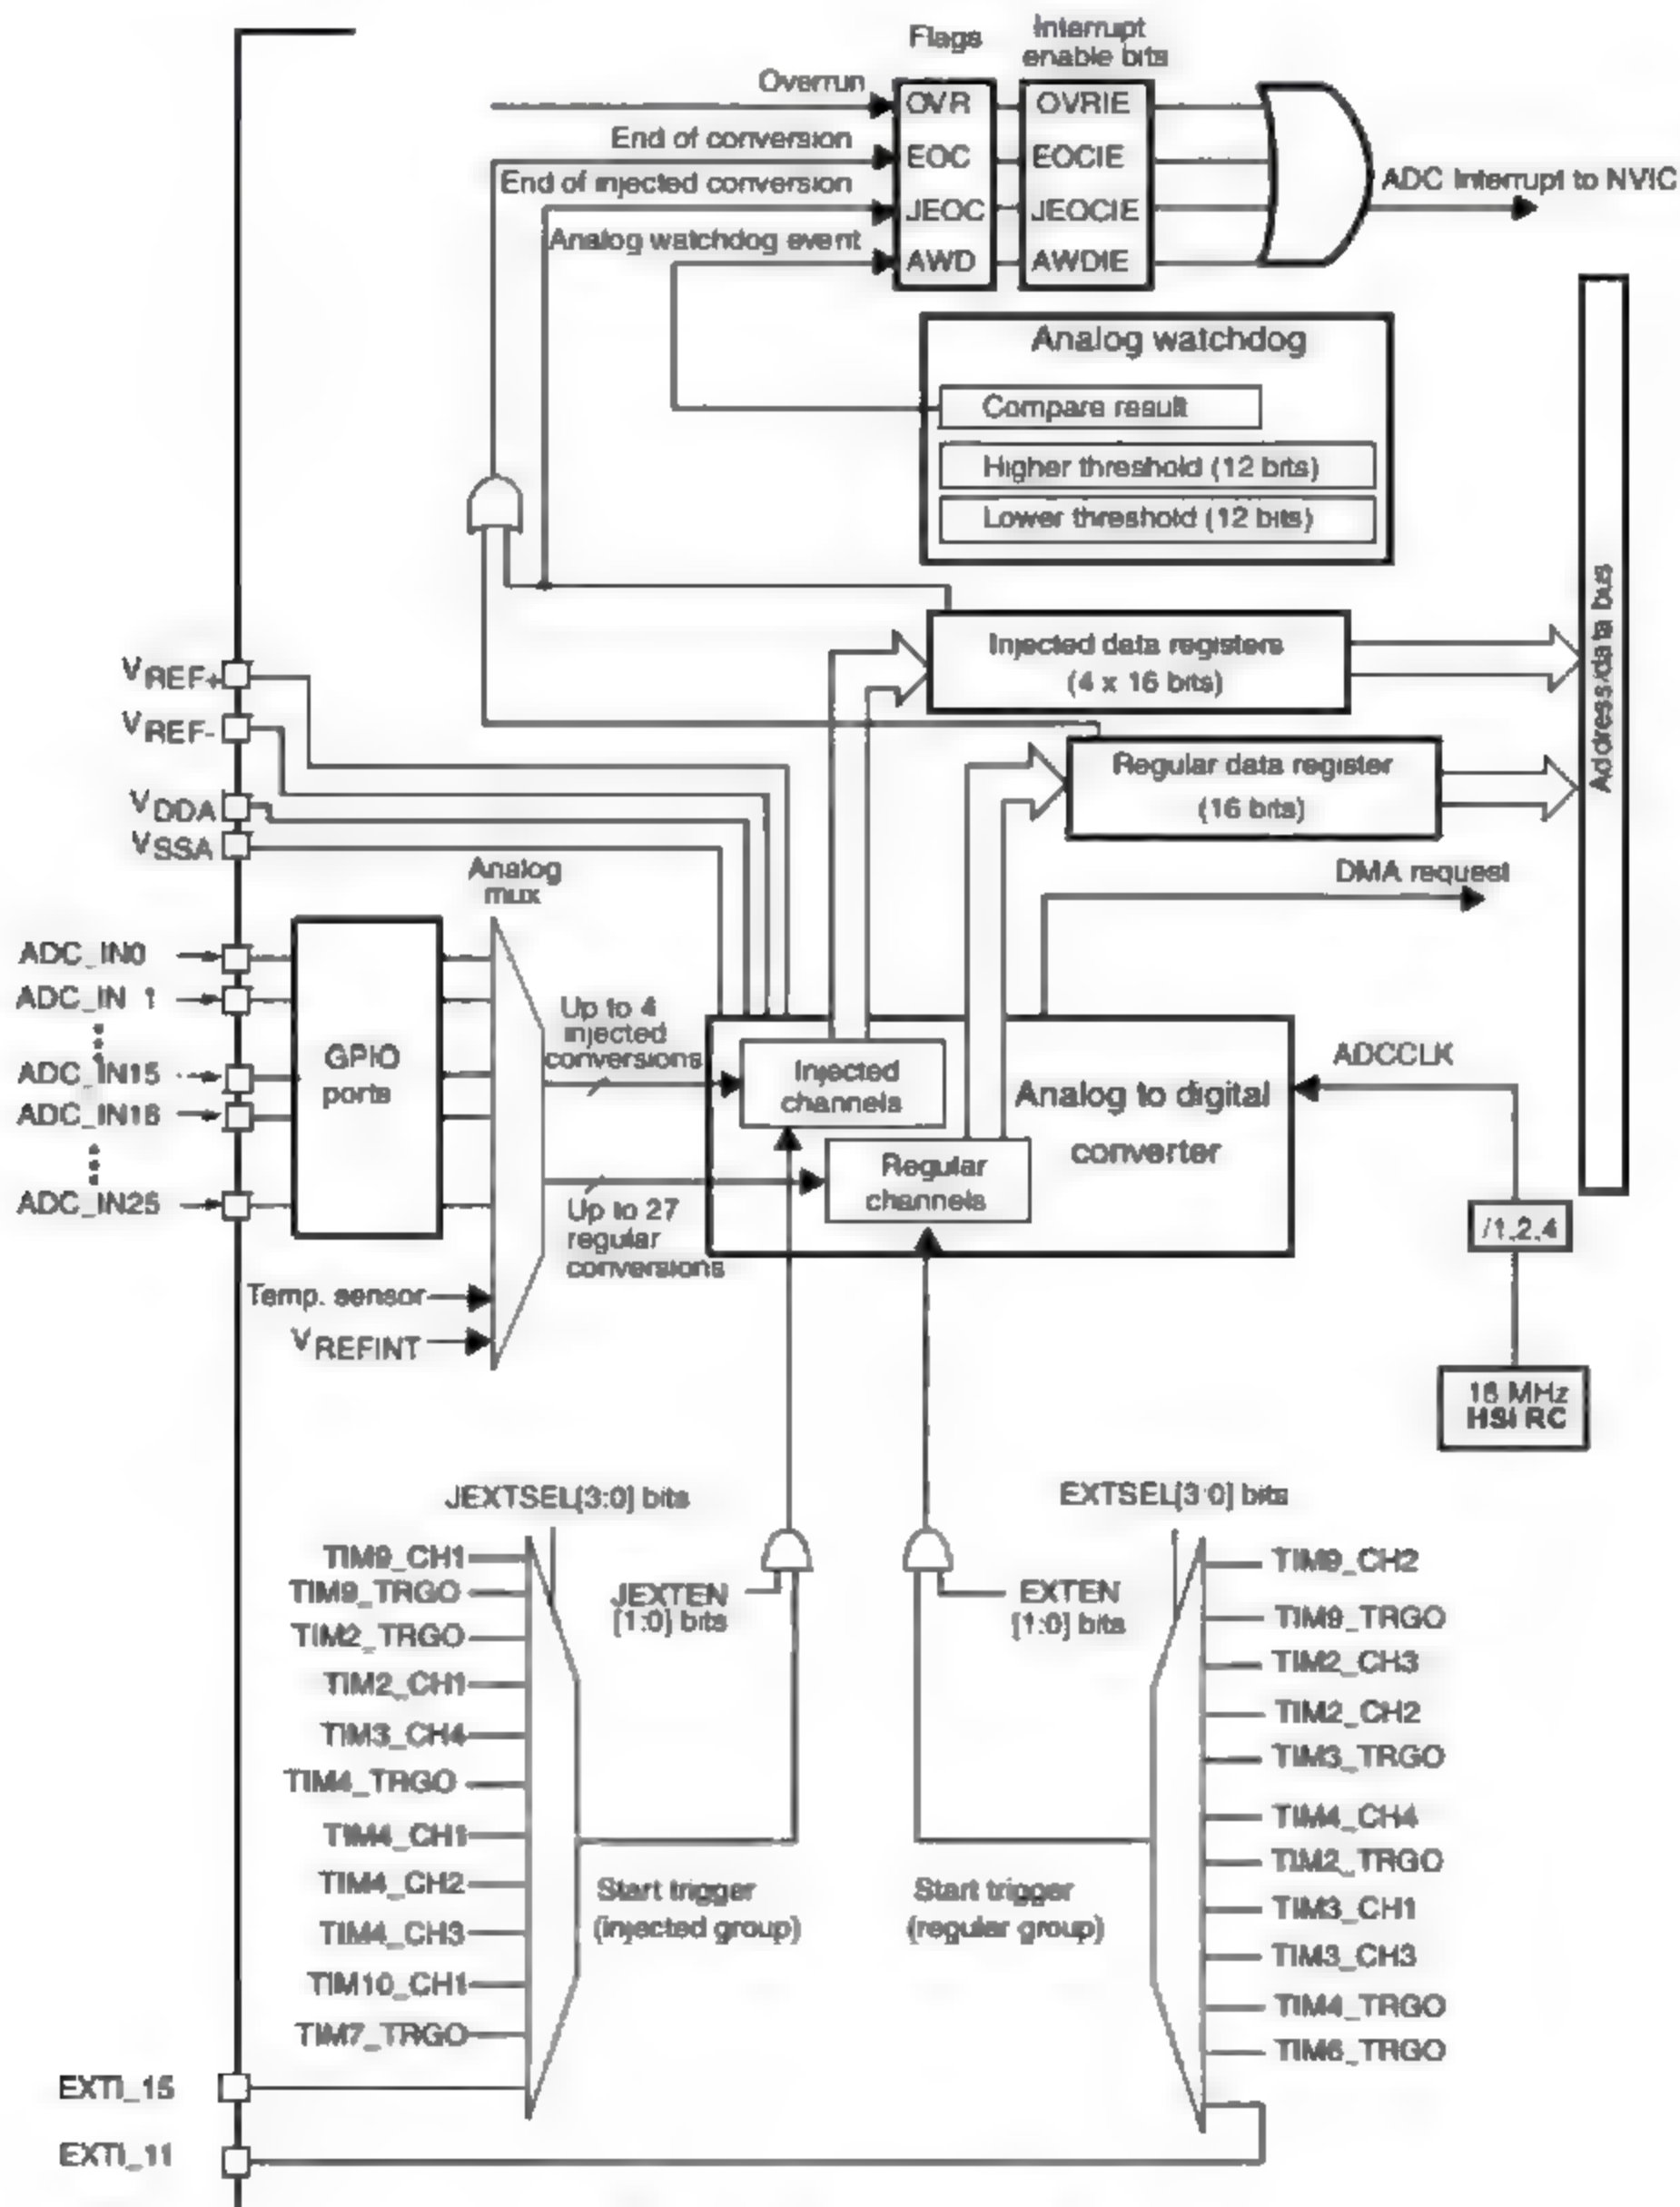 Flags
Interrupt
enable bits
Overrun
OVR
OVRIE
End of conversion
EOC
EOCIE
ADC Interrupt to NVIC
End of injected conversion
JEOC
JEOCIE
Analog watchdog event
AWD
AWDIE
Analog watchdog
Compare result
Higher threshold (12 bits)
Lower threshold (12 bits)
Address/data bus
Injected data registers
(4 x 16 bits)
VREF+
VREF-
Regular data register
(16 bits)
VDDA
VSSA
Analog
mux
DMA request
ADC_IN0
ADC_IN 1
ADC_IN15
ADC_IN16
ADC_IN25
GPIO
ports
Up to 4
injected
conversions
Injected
channels
Analog to digital
converter
ADCCLK
Regular
channels
Up to 27
regular
conversions
/1,2,4
Temp. sensor
VREFINT
16 MHz
HSI RC
JEXTSEL[3:0] bits
EXTSEL[3:0] bits
TIM9_CH1
TIM9_TRGO
TIM2_TRGO
TIM2_CH1
TIM3_CH4
TIM4_TRGO
TIM4_CH1
TIM4_CH2
TIM4_CH3
TIM10_CH1
TIM7_TRGO
JEXTEN
[1:0] bits
EXTEN
[1:0] bits
TIM9_CH2
TIM9_TRGO
TIM2_CH3
TIM2_CH2
TIM3_TRGO
TIM4_CH4
TIM2_TRGO
TIM3_CH1
TIM3_CH3
TIM4_TRGO
TIM6_TRGO
Start trigger
(injected group)
Start trigger
(regular group)
EXTI_15
EXTI_11